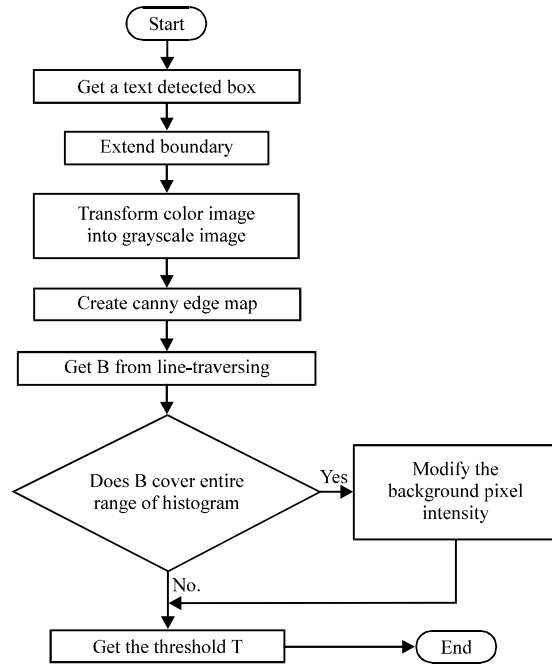 Start
Get a text detected box
Extend boundary
Transform color image
into grayscale image
Create canny edge map
Get B from line-traversing
Does B cover entire
range of histogram
Yes
Modify the
background pixel
intensity
No.
Get the threshold T
End